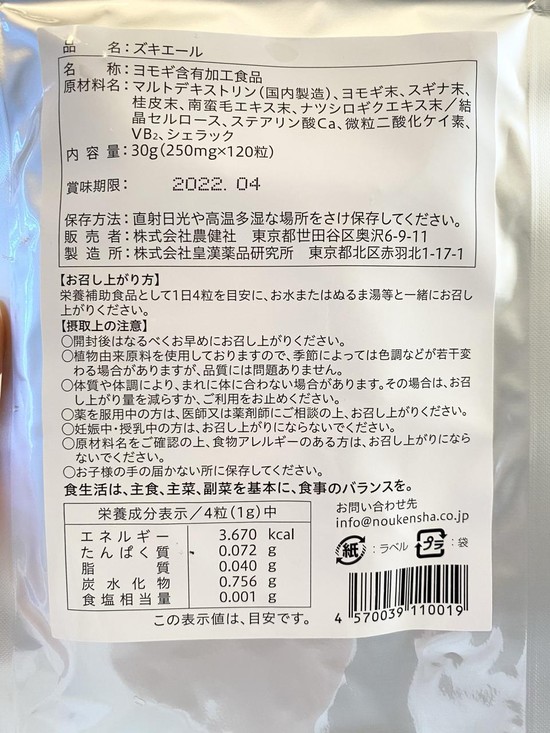 品　　名：ズキエール
名　　称：ヨモギ含有加工食品
原材料名：マルトデキストリン（国内製造）、ヨモギ末、スギナ末、
桂皮末、南蛮毛エキス末、ナツシロギクエキス末／結
晶セルロース、ステアリン酸Ca、微粒二酸化ケイ素、
VB₂、シェラック
内 容 量：30g（250mg×120粒）
賞味期限： 2022. 04
保存方法：直射日光や高温多湿な場所をさけ保存してください。
販 売 者：株式会社農健社　東京都世田谷区奥沢6-9-11
製 造 所：株式会社皇漢薬品研究所　東京都北区赤羽北1-17-1
【お召し上がり方】
栄養補助食品として1日4粒を目安に、お水またはぬるま湯等と一緒にお召し
上がりください。
【摂取上の注意】
○開封後はなるべくお早めにお召し上がりください。
○植物由来原料を使用しておりますので、季節によっては色調などが若干変
わる場合がありますが、品質には問題ありません。
○体質や体調により、まれに体に合わない場合があります。その場合は、お召
し上がり量を減らすか、ご利用をお止めください。
○薬を服用中の方は、医師又は薬剤師にご相談の上、お召し上がりください。
○妊娠中・授乳中の方は、お召し上がりにならないでください。
○原材料名をご確認の上、食物アレルギーのある方は、お召し上がりになら
ないでください。
○お子様の手の届かない所に保存してください。
食生活は、主食、主菜、副菜を基本に、食事のバランスを。
栄養成分表示／4粒（1g）中
エネルギー 3.670 kcal
たんぱく質 0.072 g
脂　　質 0.040 g
炭水化物 0.756 g
食塩相当量 0.001 g
この表示値は、目安です。
お問い合わせ先
info@noukensha.co.jp
紙：ラベル プラ：袋
4 570039 110019